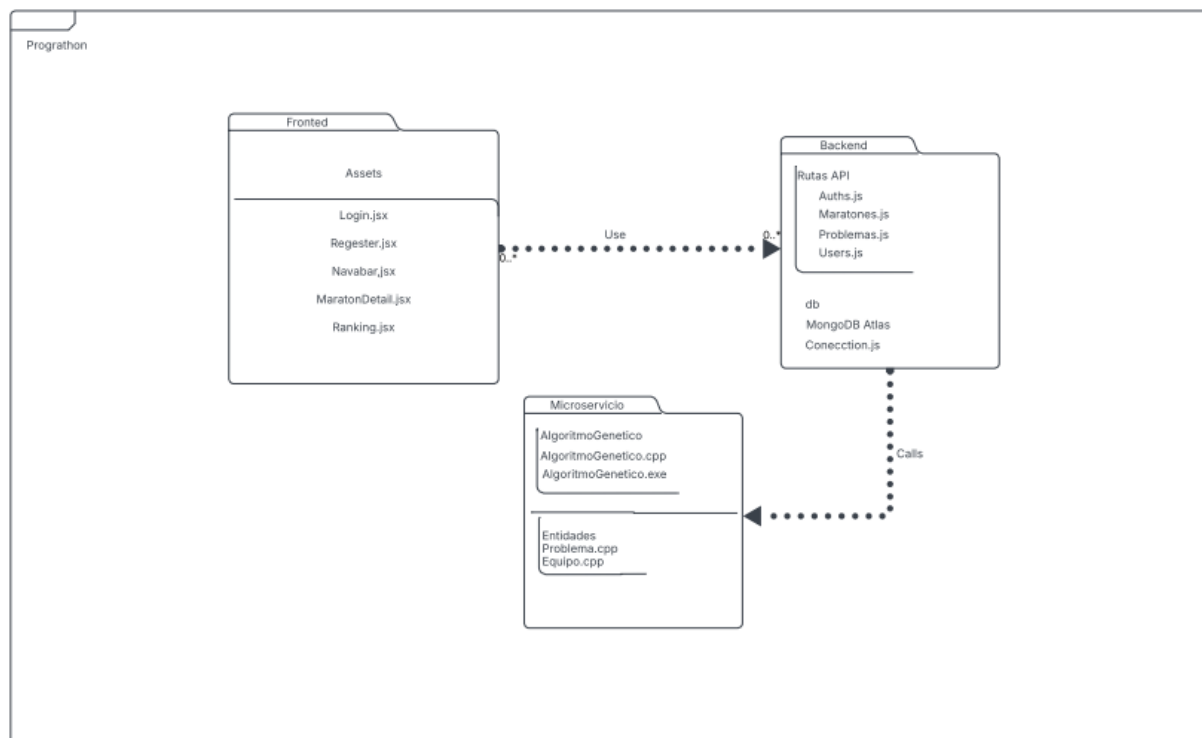 Prograthon
Fronted
Assets
Login.jsx
Regester.jsx
Navabar,jsx
MaratonDetail.jsx
Ranking.jsx
Use
0..*
0..*
Backend
Rutas API
Auths.js
Maratones.js
Problemas.js
Users.js
db
MongoDB Atlas
Conecction.js
Calls
Microservicio
AlgoritmoGenetico
AlgoritmoGenetico.cpp
AlgoritmoGenetico.exe
Entidades
Problema.cpp
Equipo.cpp